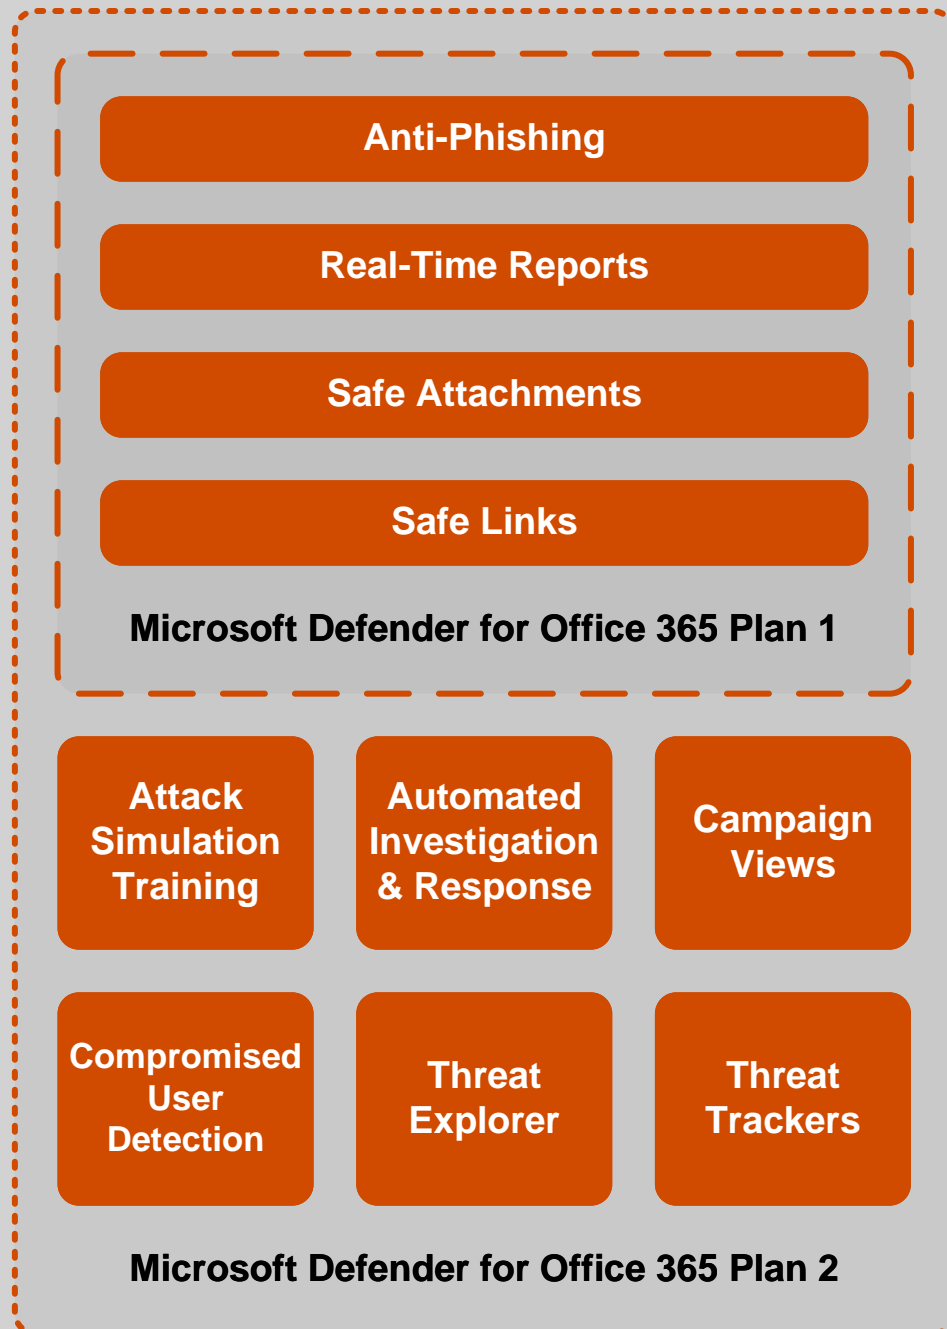 Anti-Phishing
Real-Time Reports
Safe Attachments
Safe Links
Microsoft Defender for Office 365 Plan 1
Attack
Simulation
Training
Automated
Investigation
& Response
Campaign
Views
Compromised
User
Detection
Threat
Explorer
Threat
Trackers
Microsoft Defender for Office 365 Plan 2